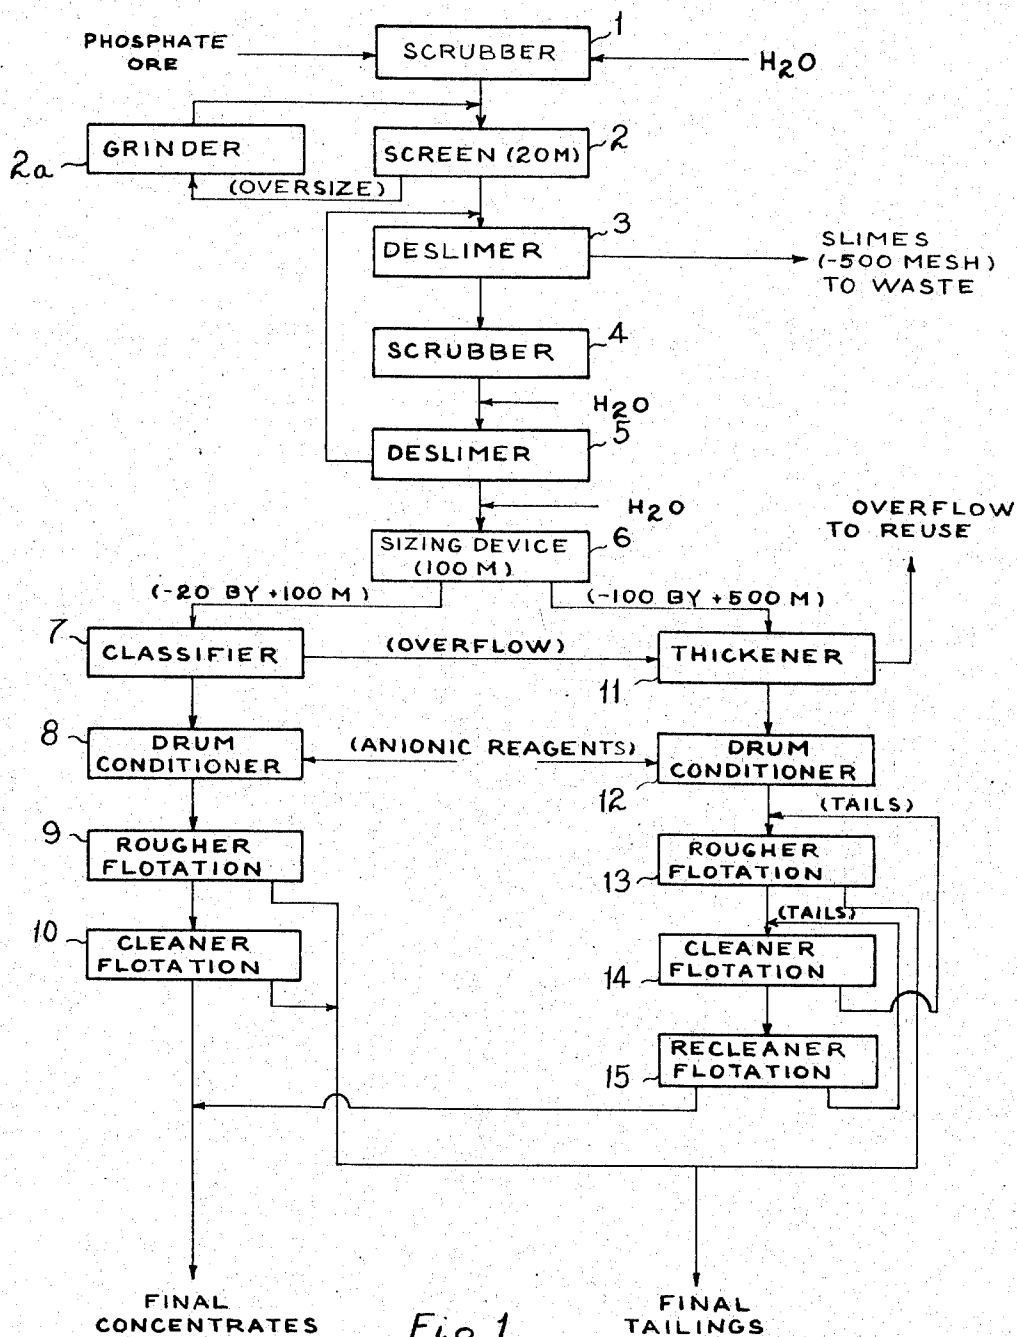 1
PHOSPHATE
ORE
SCRUBBER
H2O
GRINDER
2a
2
SCREEN (20M)
(OVERSIZE)
3
DESLIMER
SLIMES
(-500 MESH)
TO WASTE
4
SCRUBBER
H2O
5
DESLIMER
H2O
OVERFLOW
TO REUSE
6
SIZING DEVICE
(100 M)
(-20 BY +100 M)
(-100 BY +500 M)
7
CLASSIFIER
(OVERFLOW)
THICKENER
11
8
DRUM
CONDITIONER
(ANIONIC REAGENTS)
DRUM
CONDITIONER
12
(TAILS)
9
ROUGHER
FLOTATION
ROUGHER
FLOTATION
13
(TAILS)
10
CLEANER
FLOTATION
CLEANER
FLOTATION
14
RECLEANER
FLOTATION
15
FINAL
CONCENTRATES
Fig. 1
FINAL
TAILINGS